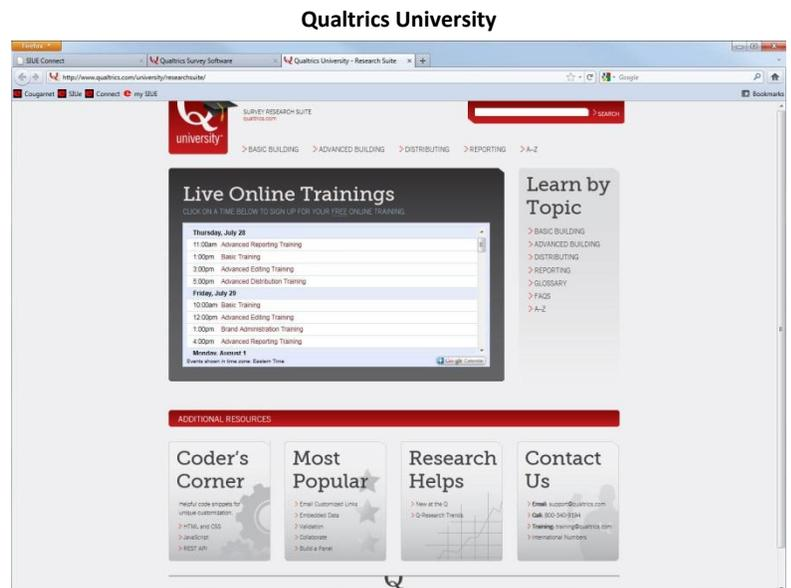 Qualtrics University
Firefox
SIUE Connect
Qualtrics Survey Software
Qualtrics University - Research Suite
http://www.qualtrics.com/university/researchsuite/
Google
Cougarnet
SIUe
Connect
my SIUE
Bookmarks
university
SURVEY RESEARCH SUITE
qualtrics.com
SEARCH
BASIC BUILDING
ADVANCED BUILDING
DISTRIBUTING
REPORTING
A-Z
Live Online Trainings
CLICK ON A TIME BELOW TO SIGN UP FOR YOUR FREE ONLINE TRAINING.
Thursday, July 28
11:00am Advanced Reporting Training
1:00pm Basic Training
3:00pm Advanced Editing Training
5:00pm Advanced Distribution Training
Friday, July 29
10:00am Basic Training
12:00pm Advanced Editing Training
1:00pm Brand Administration Training
4:00pm Advanced Reporting Training
Monday, August 1
Events shown in time zone: Eastern Time
Google Calendar
Learn by
Topic
BASIC BUILDING
ADVANCED BUILDING
DISTRIBUTING
REPORTING
GLOSSARY
FAQS
A-Z
ADDITIONAL RESOURCES
Coder's
Corner
Helpful code snippets for
unique customization.
HTML and CSS
JavaScript
REST API
Most
Popular
Email Customized Links
Embedded Data
Validation
Collaborate
Build a Panel
Research
Helps
New at the Q
Q-Research Trends
Contact
Us
Email: support@qualtrics.com
Call: 800-340-9194
Training: training@qualtrics.com
International Numbers